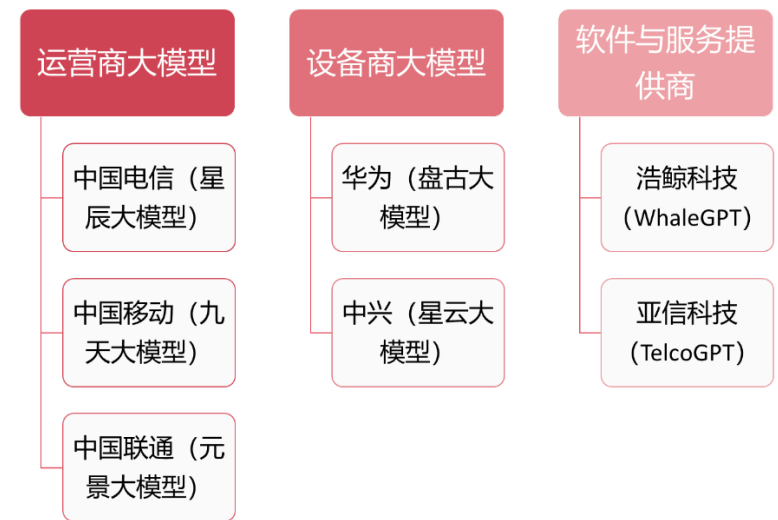 运营商大模型
中国电信（星
辰大模型）
中国移动（九
天大模型）
中国联通（元
景大模型）
设备商大模型
华为（盘古大
模型）
中兴（星云大
模型）
软件与服务提
供商
浩鲸科技
（WhaleGPT）
亚信科技
（TelcoGPT）